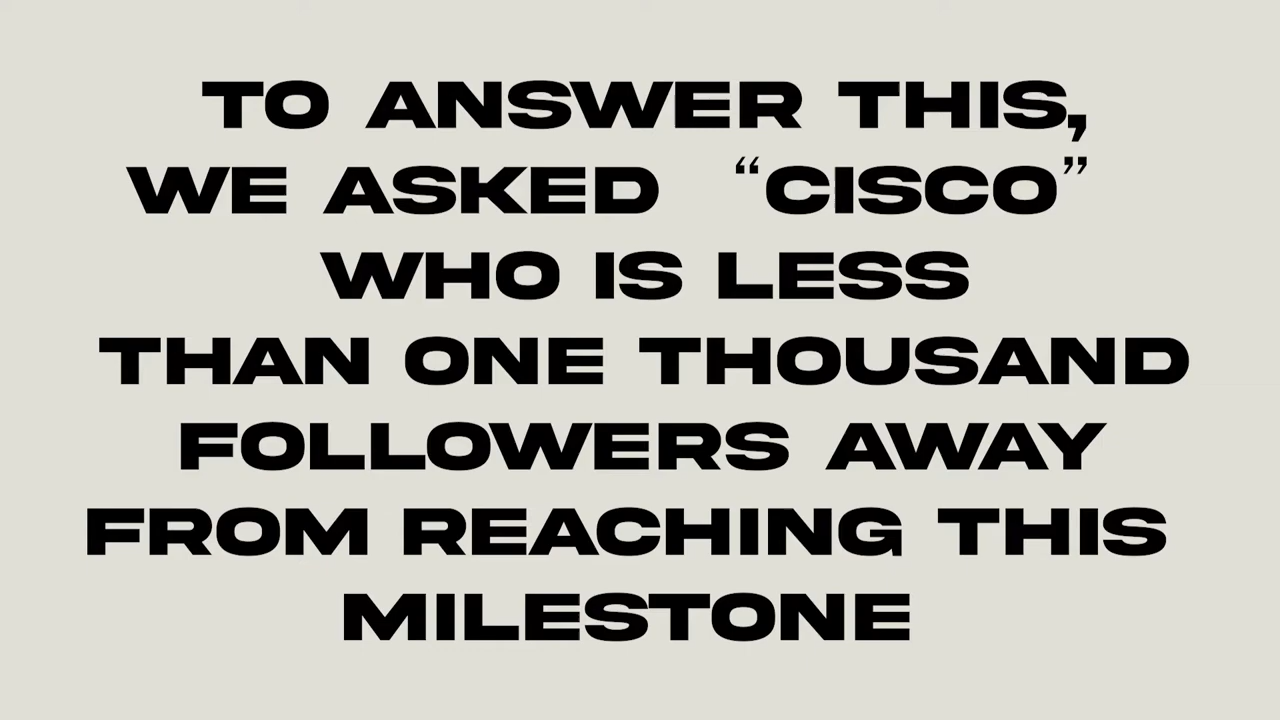 TO ANSWER THIS,
WE ASKED “CISCO”
WHO IS LESS
THAN ONE THOUSAND
FOLLOWERS AWAY
FROM REACHING THIS
MILESTONE